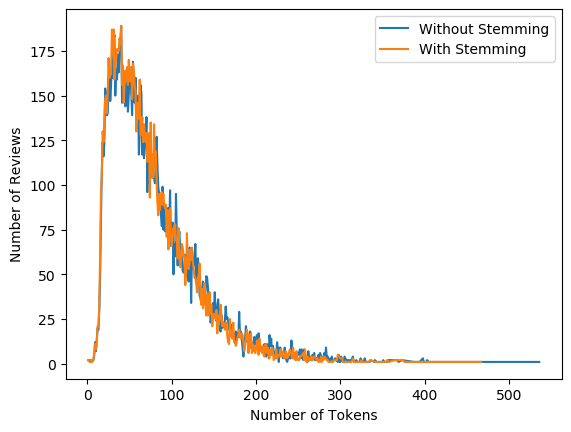 Without Stemming
With Stemming
Number of Reviews
175
150
125
100
75
50
25
0
0 100 200 300 400 500
Number of Tokens